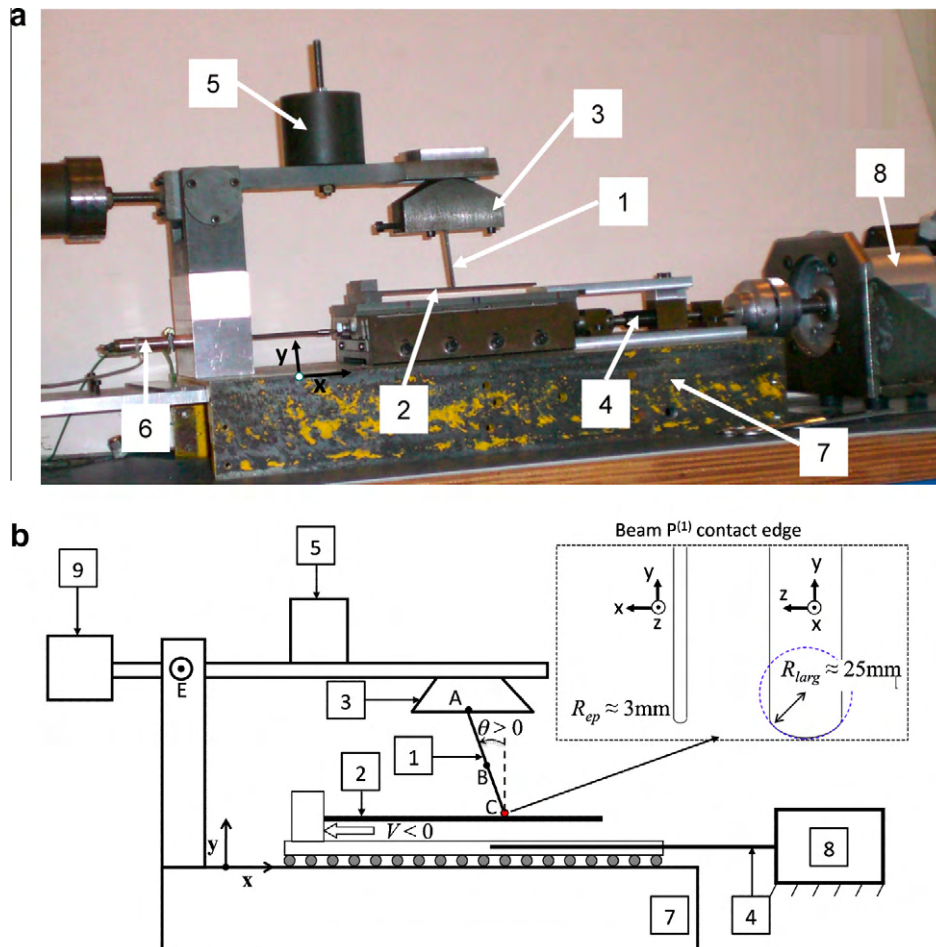 a
5
3
1
8
y
x
6
2
4
7
b
Beam P(1) contact edge
5
9
y
x
z
y
z
x
E
R_larg ≈ 25mm
3
A
R_ep ≈ 3mm
θ > 0
1
B
2
C
V < 0
y
x
8
7
4